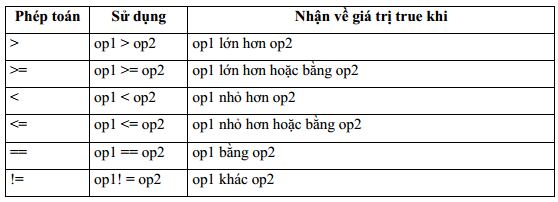 Phép toán Sử dụng Nhận về giá trị true khi
> op1 > op2 op1 lớn hơn op2
>= op1 >= op2 op1 lớn hơn hoặc bằng op2
< op1 < op2 op1 nhỏ hơn op2
<= op1 <= op2 op1 nhỏ hơn hoặc bằng op2
== op1 == op2 op1 bằng op2
!= op1! = op2 op1 khác op2